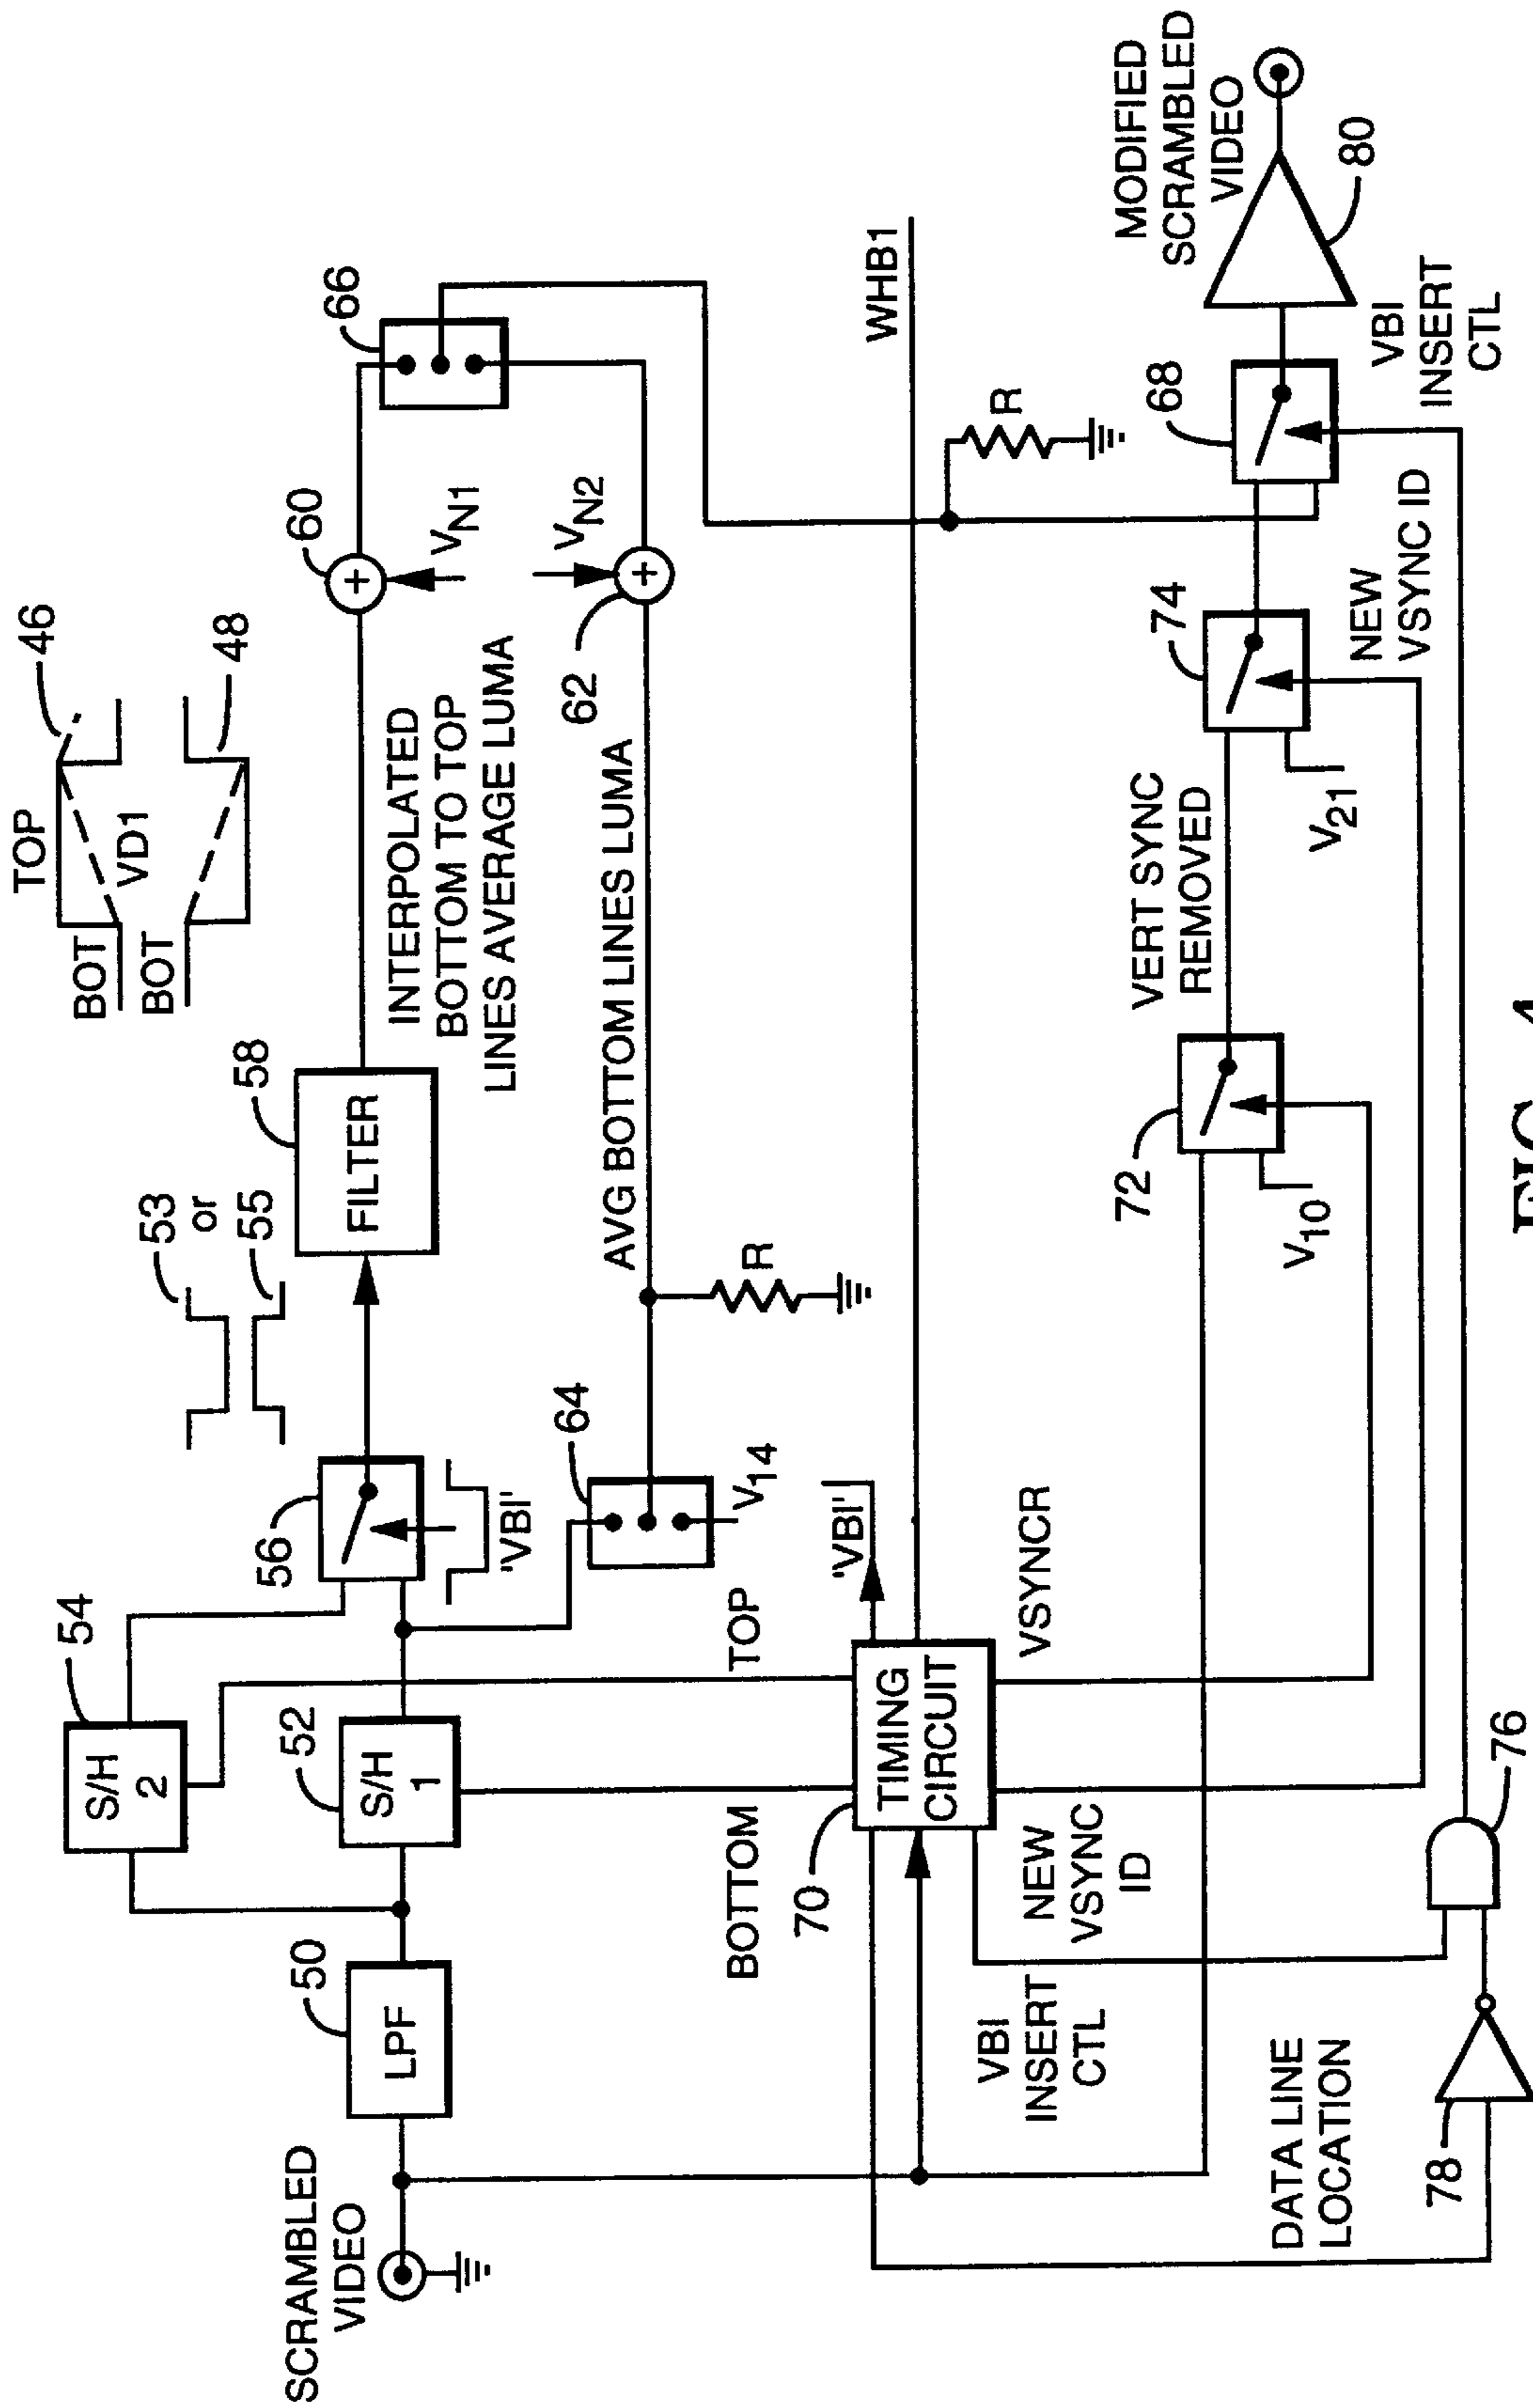 TOP
46
BOT
VD1
BOT
48
53
or
55
54
S/H
2
56
58
FILTER
60
66
INTERPOLATED
BOTTOM TO TOP
LINES AVERAGE LUMA
VN1
VN2
SCRAMBLED
VIDEO
50
LPF
52
S/H
1
'VBI'
64
V14
AVG BOTTOM LINES LUMA
62
R
BOTTOM
TOP
'VBI'
WHB1
70
TIMING
CIRCUIT
VSYNCR
R
MODIFIED
SCRAMBLED
VIDEO
VBI
INSERT
CTL
NEW
VSYNC
ID
72
V10
VERT SYNC
REMOVED
74
V21
68
80
DATA LINE
LOCATION
78
76
NEW
VSYNC ID
VBI
INSERT
CTL
FIG. 4